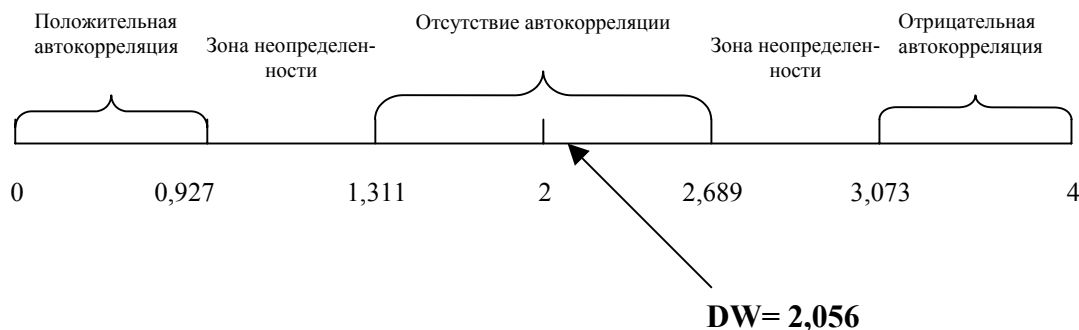 Положительная
автокорреляция
Зона неопределен-
ности
Отсутствие автокорреляции
Зона неопределен-
ности
Отрицательная
автокорреляция
0 0,927 1,311 2 2,689 3,073 4
DW= 2,056